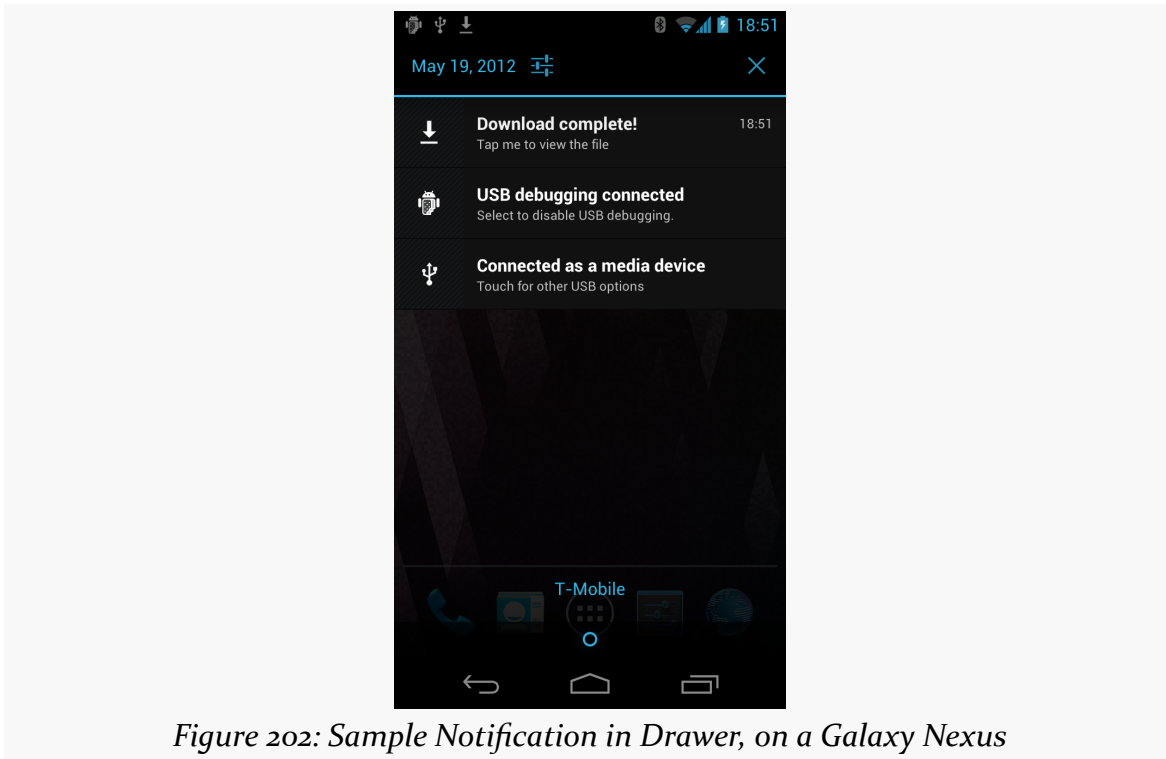 18:51
May 19, 2012
Download complete! 18:51
Tap me to view the file
USB debugging connected
Select to disable USB debugging.
Connected as a media device
Touch for other USB options
T-Mobile
Figure 202: Sample Notification in Drawer, on a Galaxy Nexus